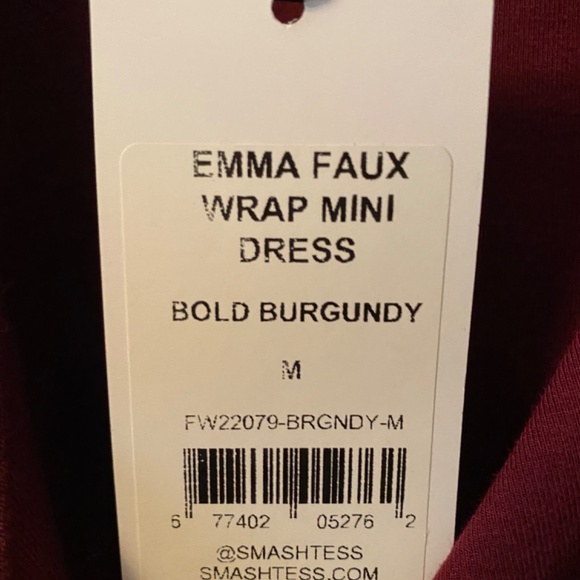 EMMA FAUX
WRAP MINI
DRESS
BOLD BURGUNDY
M
FW22079-BRGNDY-M
6 77402 05276 2
@SMASHTESS
SMASHTESS.COM